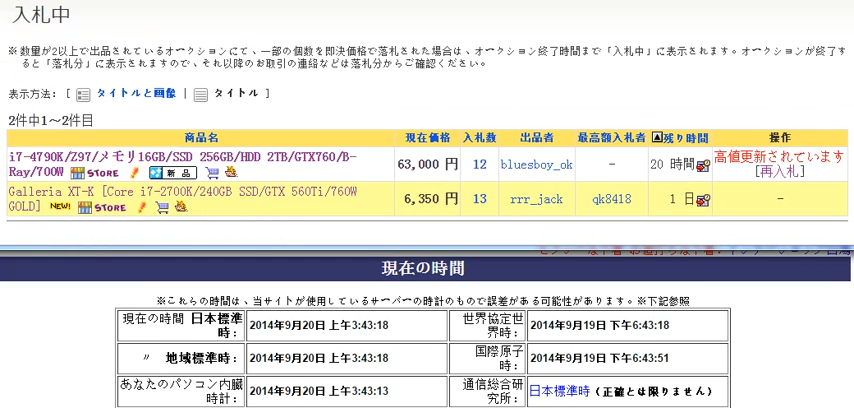 入札中
※数量が2以上で出品されているオークションにて、一部の個数を即決価格で落札された場合は、オークション終了時間まで「入札中」に表示されます。オークションが終了す
ると「落札分」に表示されますので、それ以降のお取引の連絡などは落札分からご確認ください。
表示方法: [ タイトルと画像 | タイトル ]
2件中1～2件目
商品名 現在価格 入札数 出品者 最高額入札者 ▲残り時間 操作
i7-4790K/Z97/メモリ16GB/SSD 256GB/HDD 2TB/GTX760/B-
Ray/700W STORE 新品 63,000 円 12 bluesboy_ok - 20 時間 高値更新されています
[再入札]
Galleria XT-K [Core i7-2700K/240GB SSD/GTX 560Ti/760W
GOLD] NEW! STORE 6,350 円 13 rrr_jack qk8418 1 日 -
現在の時間
※これらの時間は、当サイトが使用しているサーバーの時計のもので誤差がある可能性があります。※下記参照
現在の時間 日本標準
時: 2014年9月20日 上午3:43:18 世界協定世
界時: 2014年9月19日 下午6:43:18
〃 地域標準時: 2014年9月20日 上午3:43:18 国際原子
時: 2014年9月19日 下午6:43:51
あなたのパソコン内臓
時計: 2014年9月20日 上午3:43:13 通信総合研
究所: 日本標準時 (正確とは限りません)